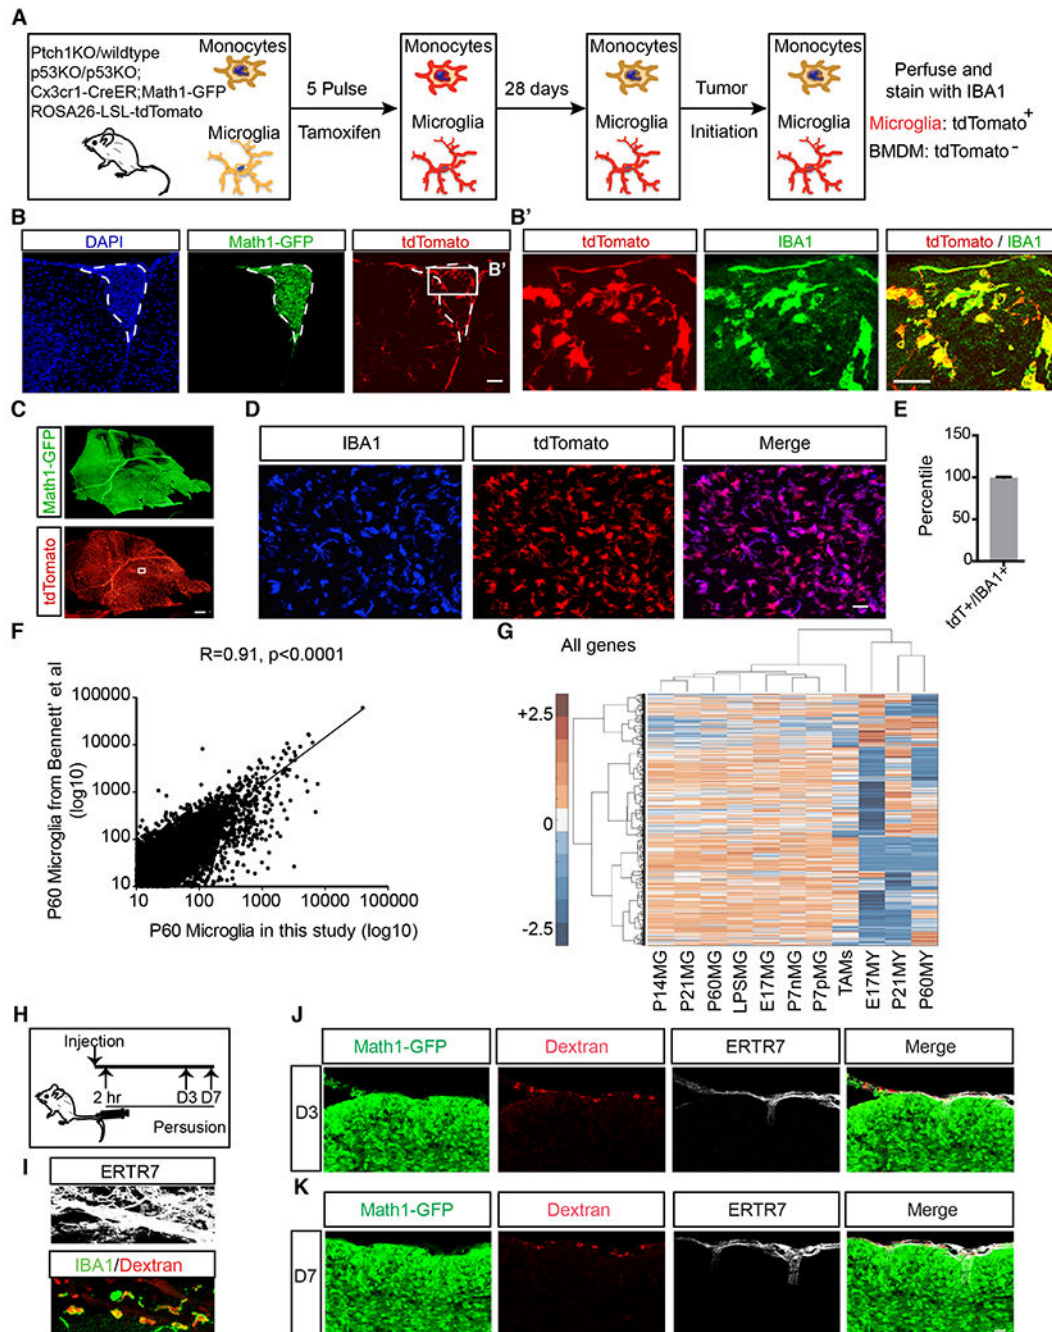 A
Ptch1KO/wildtype
p53KO/p53KO;
Cx3cr1-CreER;Math1-GFP
ROSA26-LSL-tdTomato
Monocytes
Microglia
5 Pulse
Tamoxifen
Monocytes
Microglia
28 days
Monocytes
Microglia
Tumor
Initiation
Monocytes
Microglia
Perfuse and
stain with IBA1
Microglia: tdTomato+
BMDM: tdTomato-
B
DAPI
Math1-GFP
tdTomato
B'
B'
tdTomato
IBA1
tdTomato / IBA1
C
Math1-GFP
tdTomato
D
IBA1
tdTomato
Merge
E
Percentile
150
100
50
0
tdT+/IBA1+
F
R=0.91, p<0.0001
P60 Microglia from Bennett' et al
(log10)
100000
10000
1000
100
10
10
100
1000
10000
100000
P60 Microglia in this study (log10)
G
All genes
+2.5
0
-2.5
P14MG
P21MG
P60MG
LPSMG
E17MG
P7nMG
P7pMG
TAMs
E17MY
P21MY
P60MY
H
Injection
2 hr
D3
D7
Persusion
I
ERTR7
IBA1/Dextran
J
Math1-GFP
Dextran
ERTR7
Merge
D3
K
Math1-GFP
Dextran
ERTR7
Merge
D7